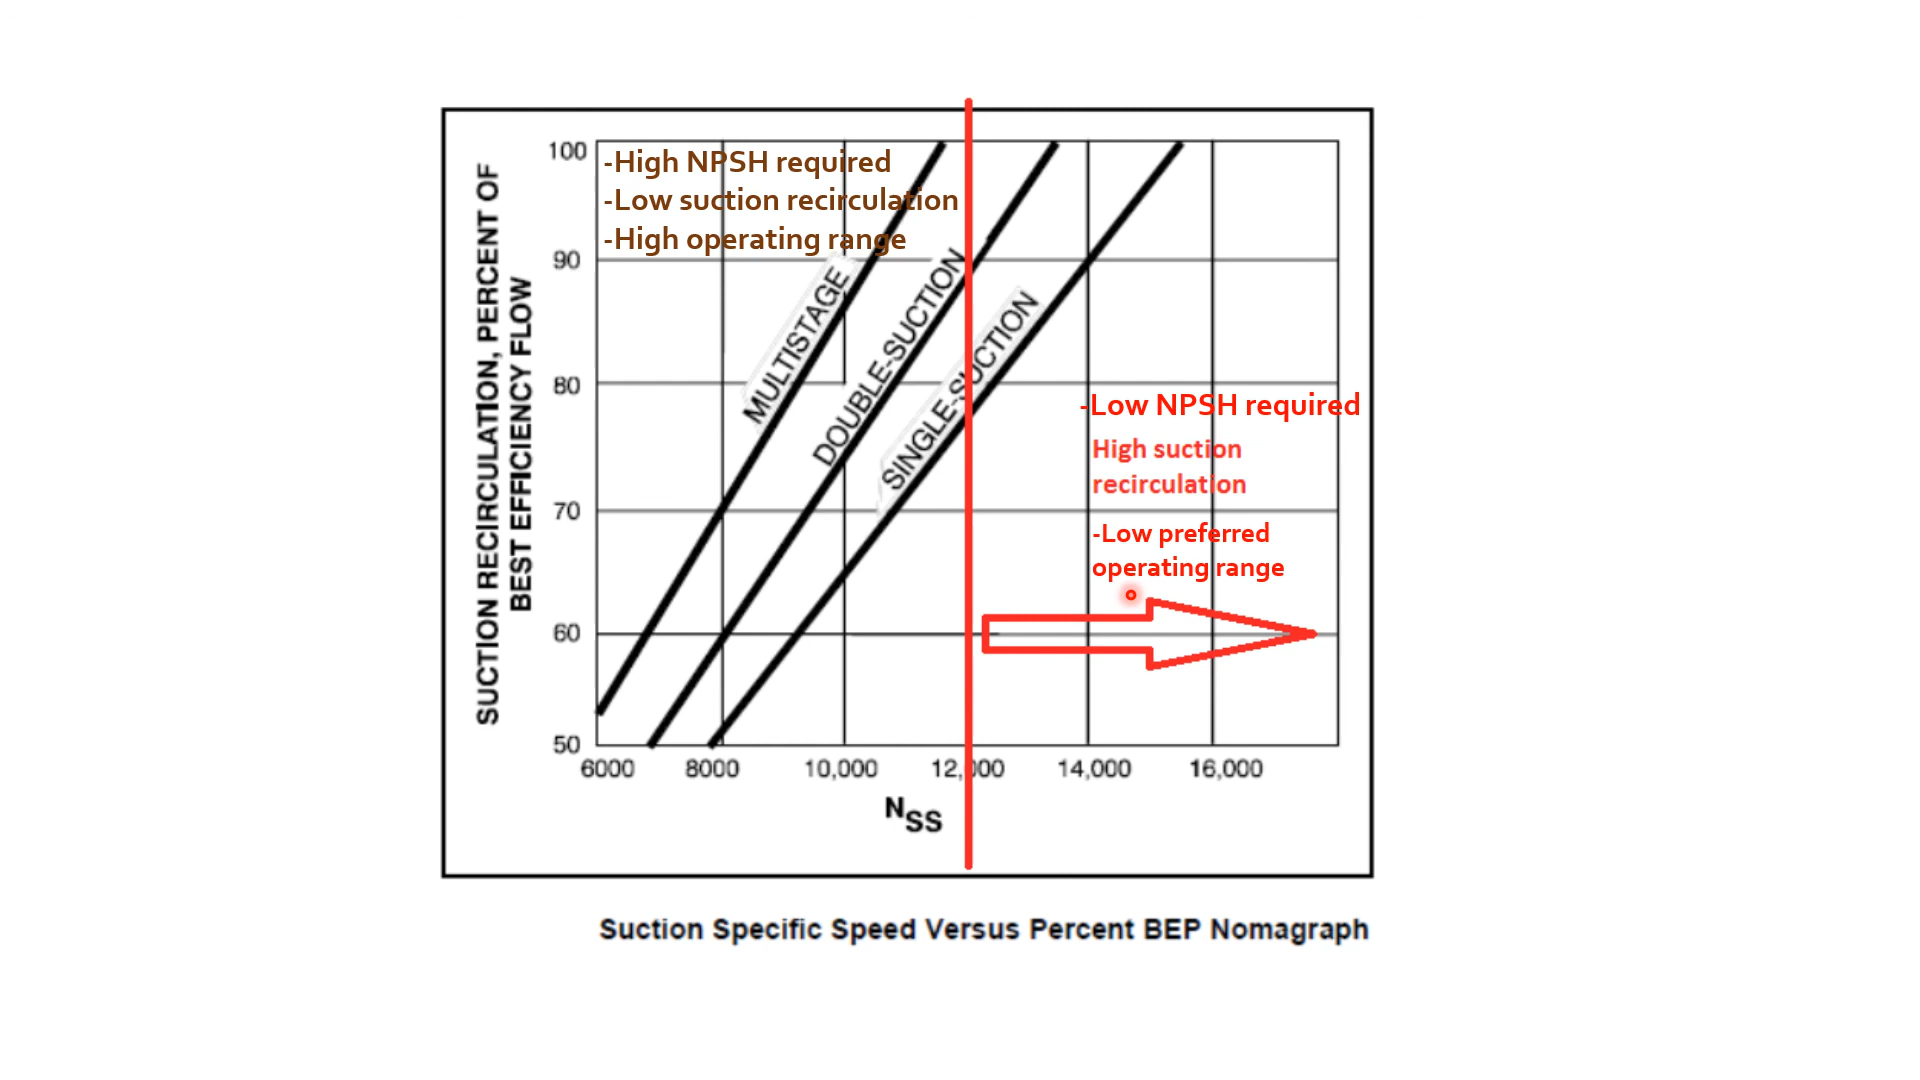 SUCTION RECIRCULATION, PERCENT OF
BEST EFFICIENCY FLOW
100
90
80
70
60
50
-High NPSH required
-Low suction recirculation
-High operating range
MULTISTAGE
DOUBLE-SUCTION
SINGLE-SUCTION
-Low NPSH required
High suction
recirculation
-Low preferred
operating range
6000 8000 10,000 12,000 14,000 16,000
NSS
Suction Specific Speed Versus Percent BEP Nomagraph